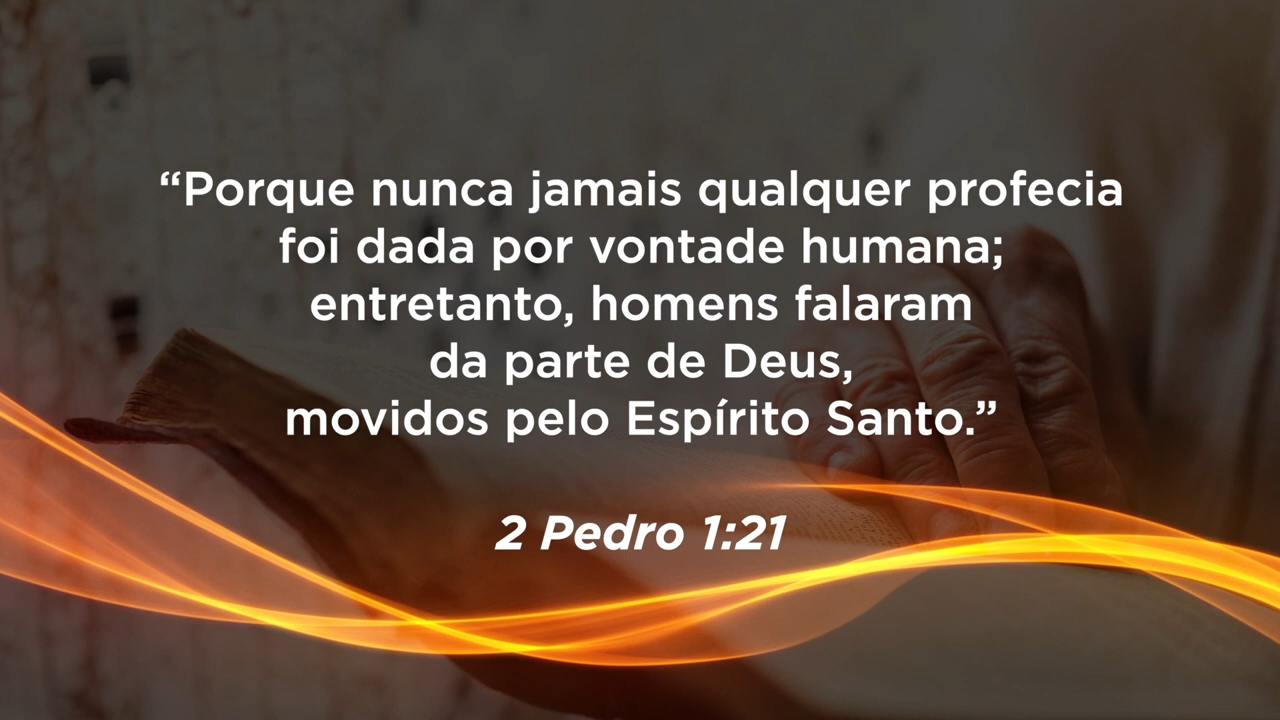 “Porque nunca jamais qualquer profecia
foi dada por vontade humana;
entretanto, homens falaram
da parte de Deus,
movidos pelo Espírito Santo.”
2 Pedro 1:21